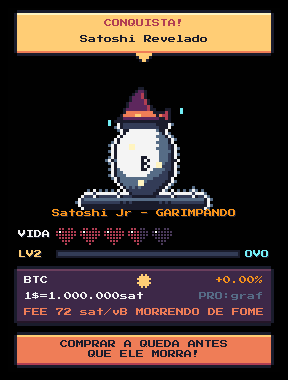 CONQUISTA!
Satoshi Revelado
B
Satoshi Jr - GARIMPANDO
VIDA
LV2 OVO
BTC +0.00%
1$=1.000.000sat PRO:graf
FEE 72 sat/vB MORRENDO DE FOME
COMPRAR A QUEDA ANTES
QUE ELE MORRA!